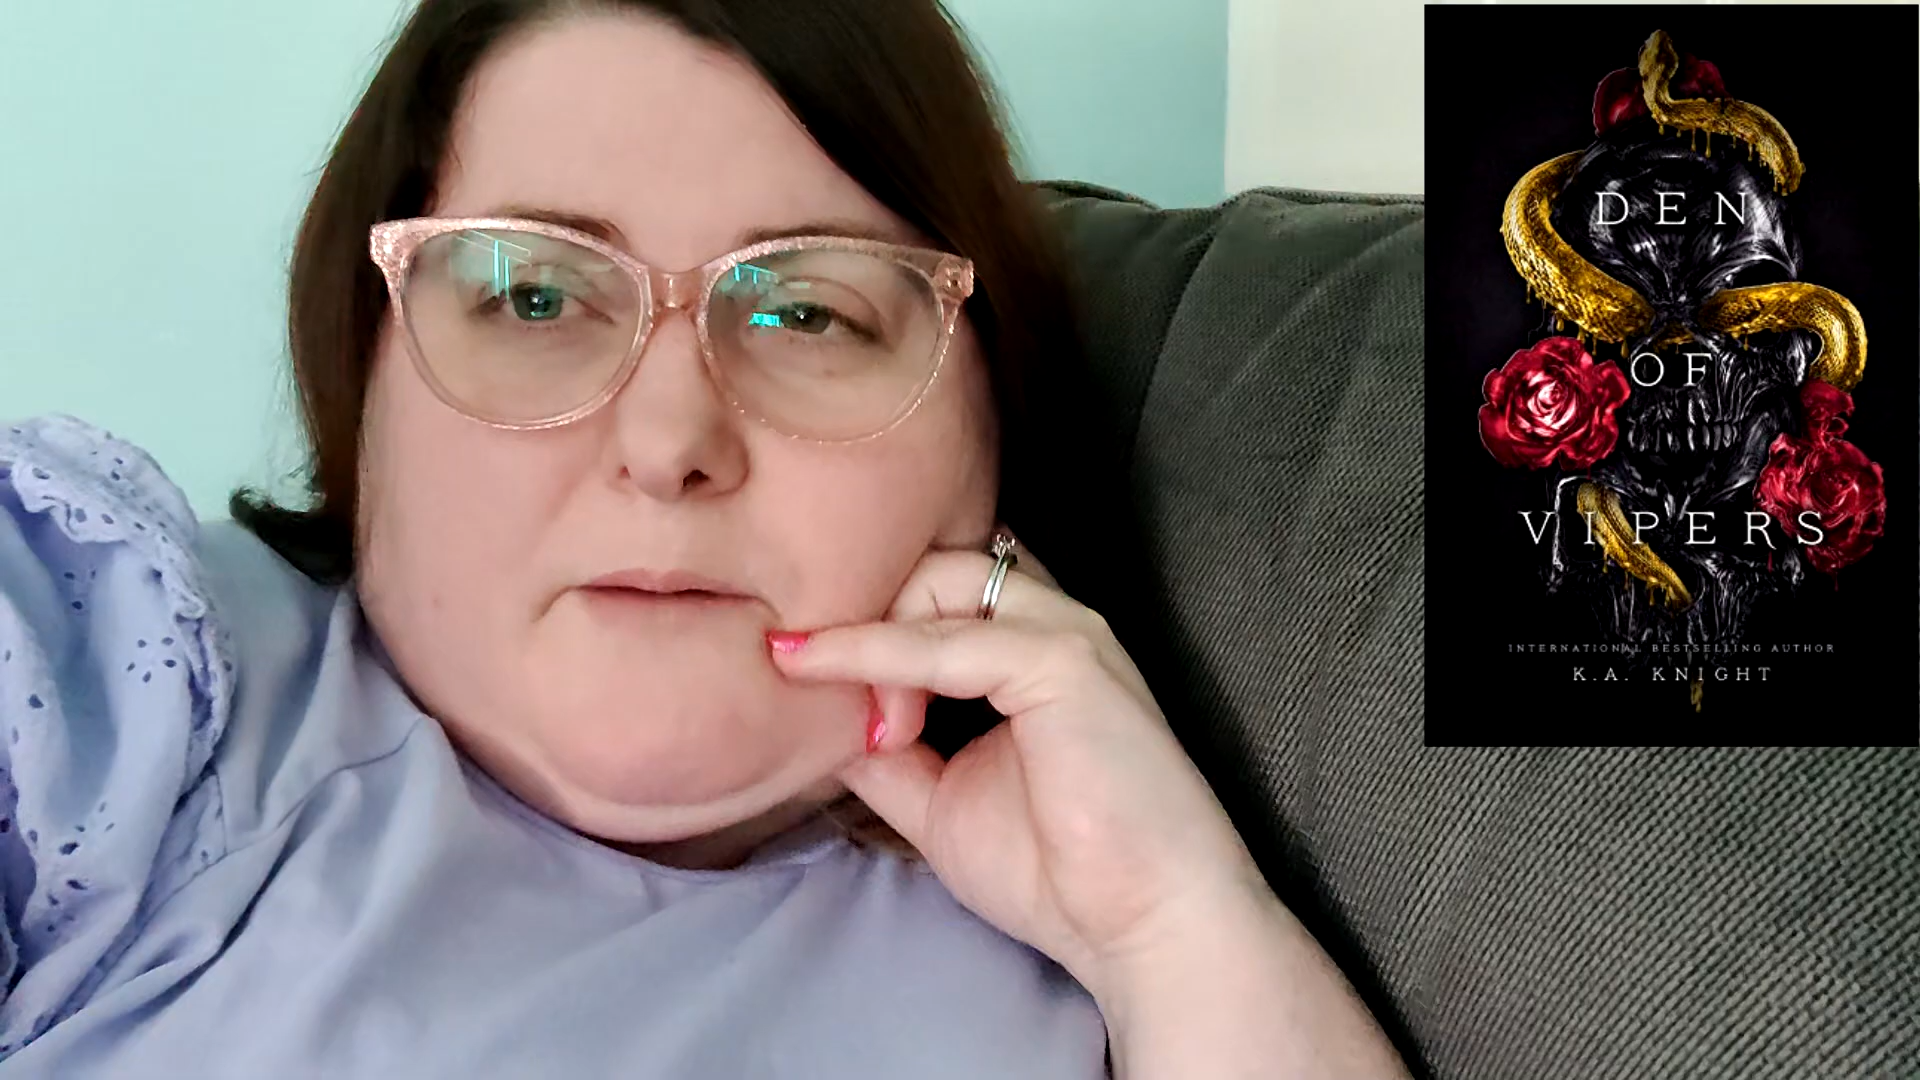 DEN
OF
VIPERS
INTERNATIONAL BESTSELLING AUTHOR
K.A. KNIGHT